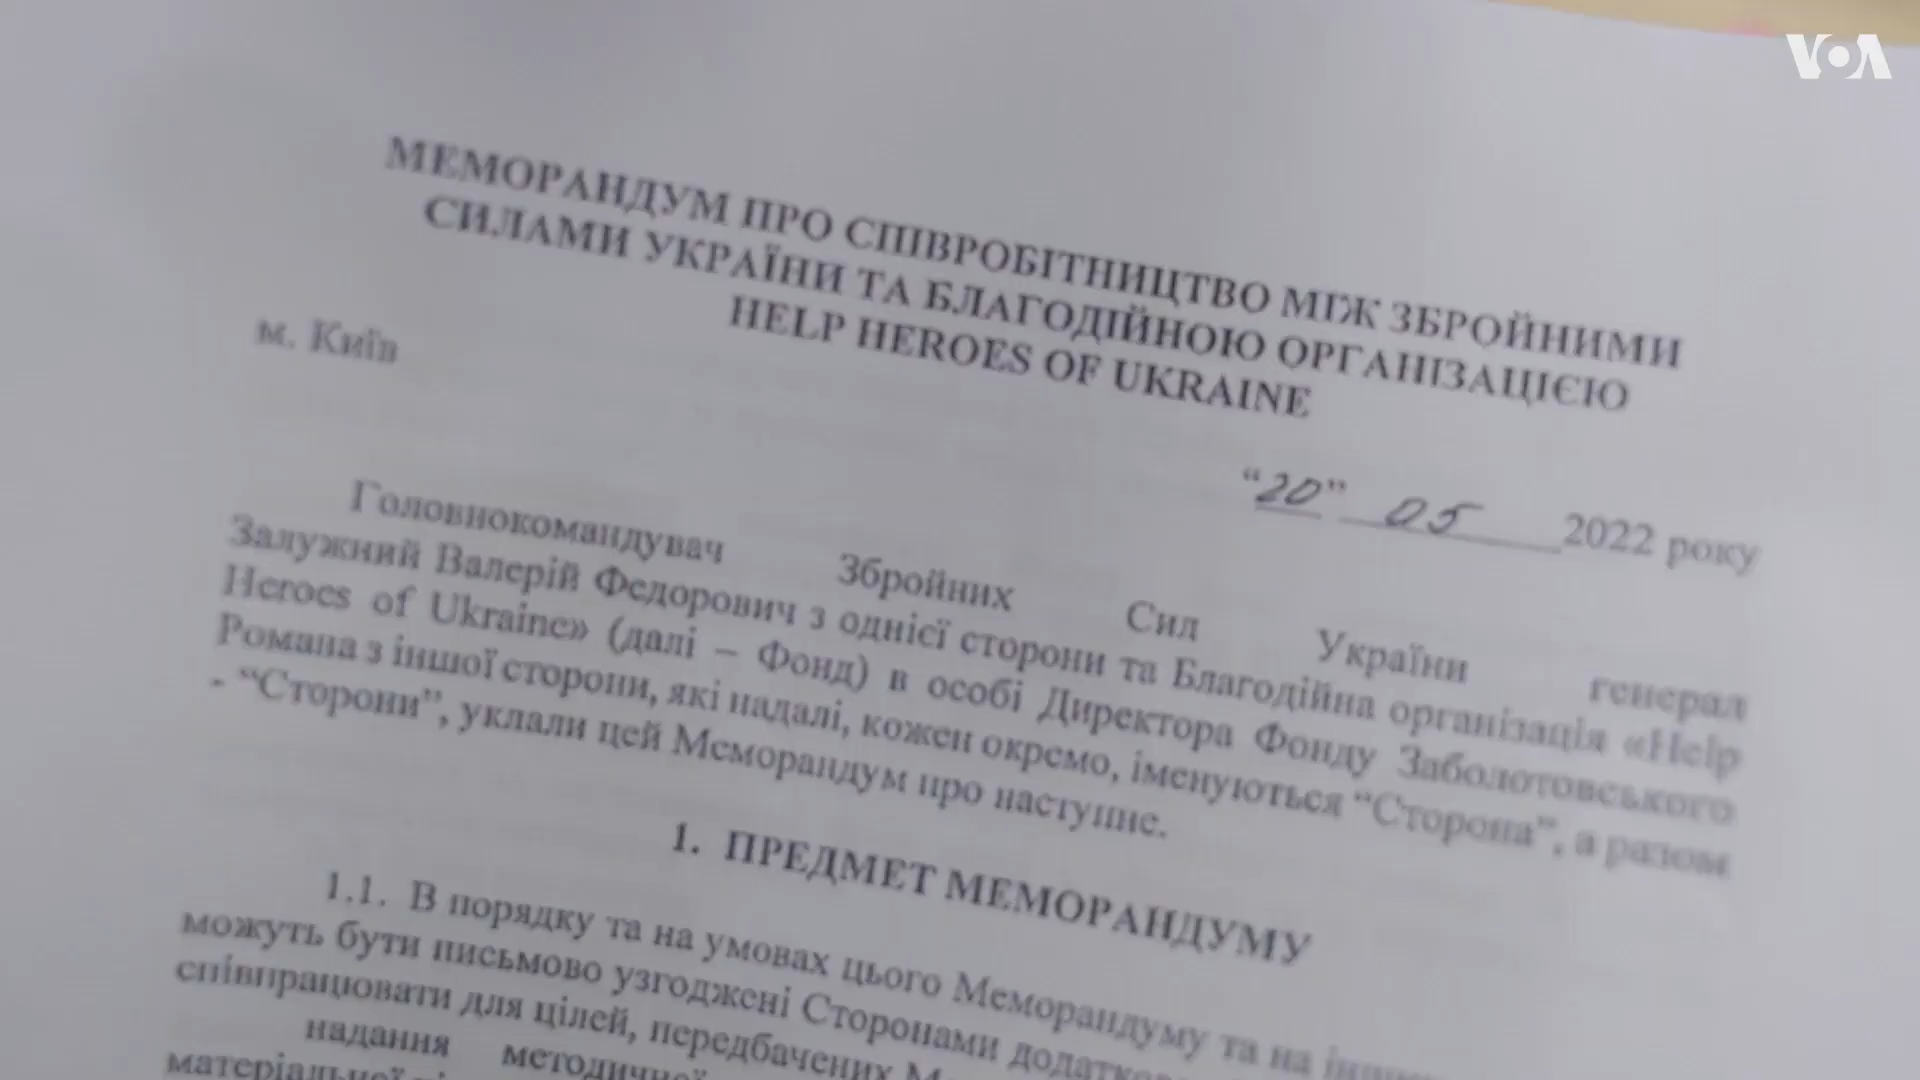 VOA
МЕМОРАНДУМ ПРО СПІВРОБІТНИЦТВО МІЖ ЗБРОЙНИМИ
СИЛАМИ УКРАЇНИ ТА БЛАГОДІЙНОЮ ОРГАНІЗАЦІЄЮ
HELP HEROES OF UKRAINE
м. Київ
“20” 05 2022 року
Головнокомандувач Збройних Сил України генерал
Залужний Валерій Федорович з однієї сторони та Благодійна організація «Help
Heroes of Ukraine» (далі – Фонд) в особі Директора Фонду Заболотовського
Романа з іншої сторони, які надалі, кожен окремо, іменуються “Сторона”, а разом
- “Сторони”, уклали цей Меморандум про наступне.
1. ПРЕДМЕТ МЕМОРАНДУМУ
1.1. В порядку та на умовах цього Меморандуму та на
можуть бути письмово узгоджені Сторонами
співпрацювати для цілей, передбачених
надання методичної
матеріальної